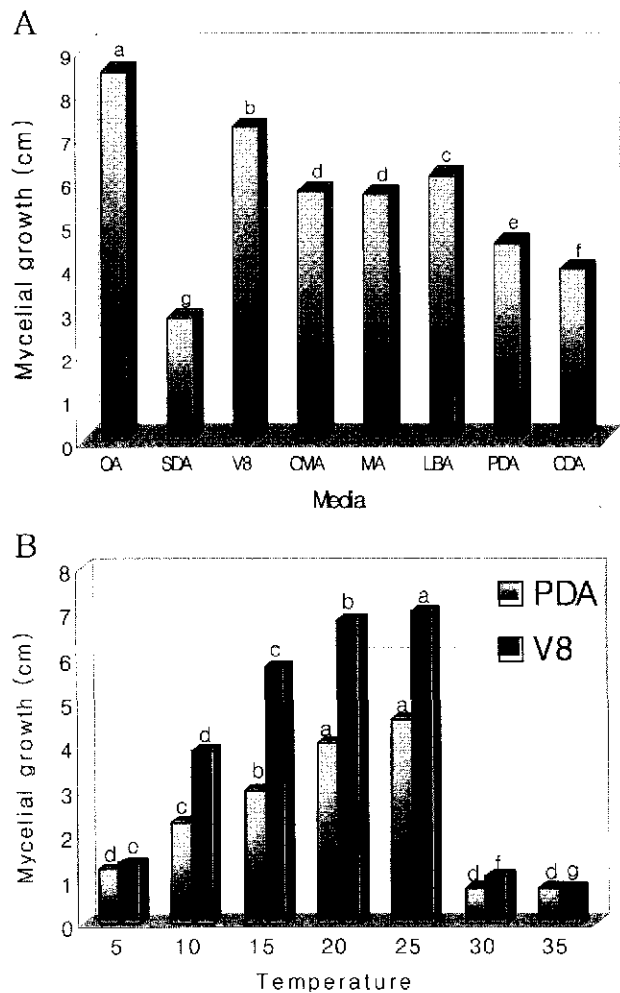 A
Mycelial growth (cm)
9
8
7
6
5
4
3
2
1
0
a
g
b
d
d
c
e
f
OA SDA V8 CMA MA LBA PDA CDA
Media
B
Mycelial growth (cm)
8
7
6
5
4
3
2
1
0
PDA
V8
d e
c d
b c
a b
a a
d f
d g
5 10 15 20 25 30 35
Temperature